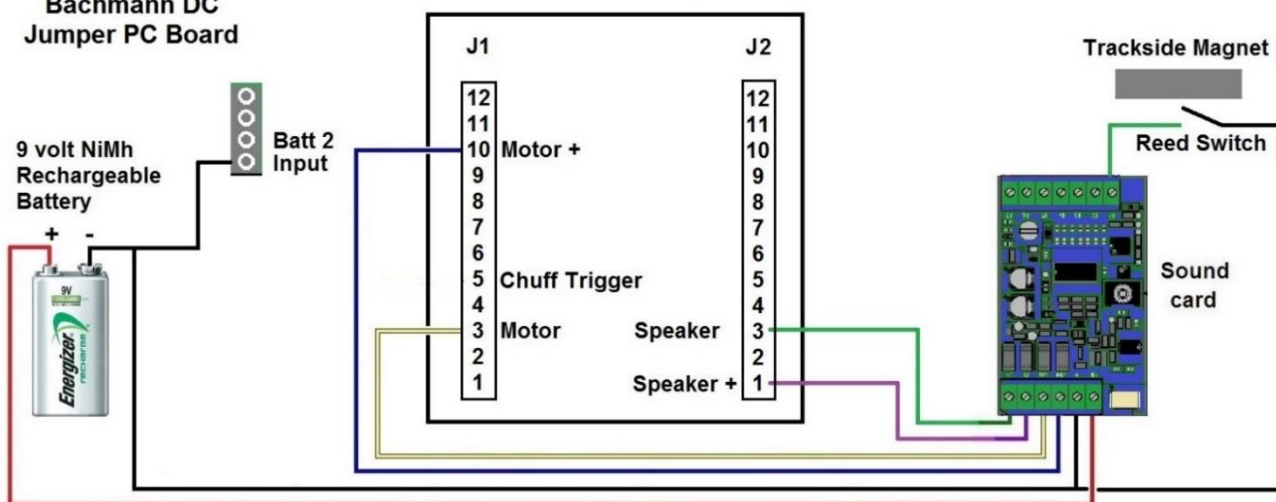 Bachmann DC
Jumper PC Board
J1
J2
Trackside Magnet
Reed Switch
9 volt NiMh
Rechargeable
Battery
+ -
Batt 2
Input
12
11
10 Motor +
9
8
7
6
5 Chuff Trigger
4
3 Motor
2
1
12
11
10
9
8
7
6
5
4
Speaker 3
2
Speaker + 1
Sound
card
9V
Energizer
RECHARGE